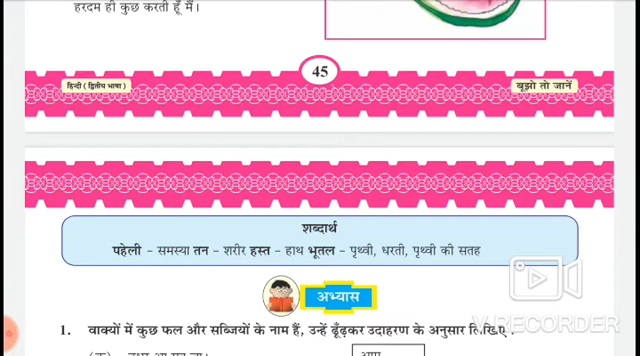 हरदम ही कुछ करती हूँ मैं।
45
हिन्दी (द्वितीय भाषा)
बूझो तो जानें
शब्दार्थ
पहेली – समस्या तन – शरीर हस्त – हाथ भूतल – पृथ्वी, धरती, पृथ्वी की सतह
अभ्यास
1. वाक्यों में कुछ फल और सब्जियों के नाम हैं, उन्हें ढूँढ़कर उदाहरण के अनुसार लिखिए .
V RECORDER
आम